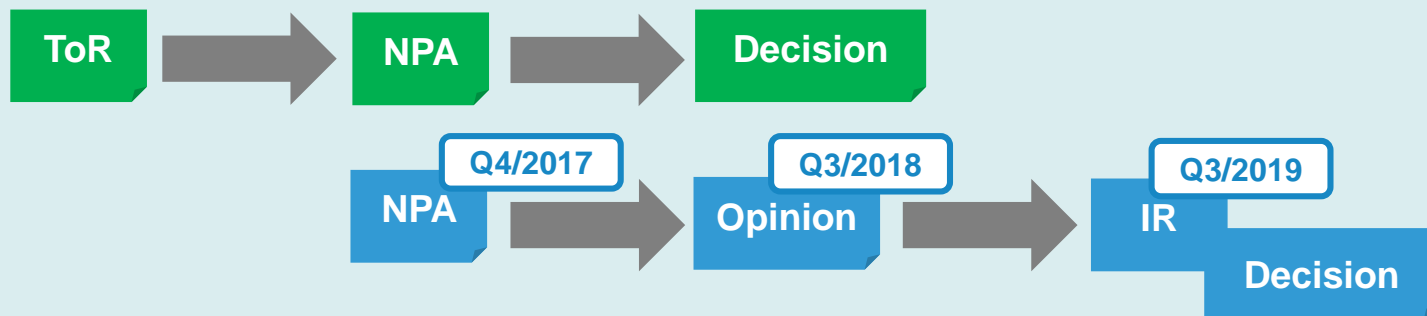 ToR
NPA
Decision
Q4/2017
Q3/2018
Q3/2019
NPA
Opinion
IR
Decision